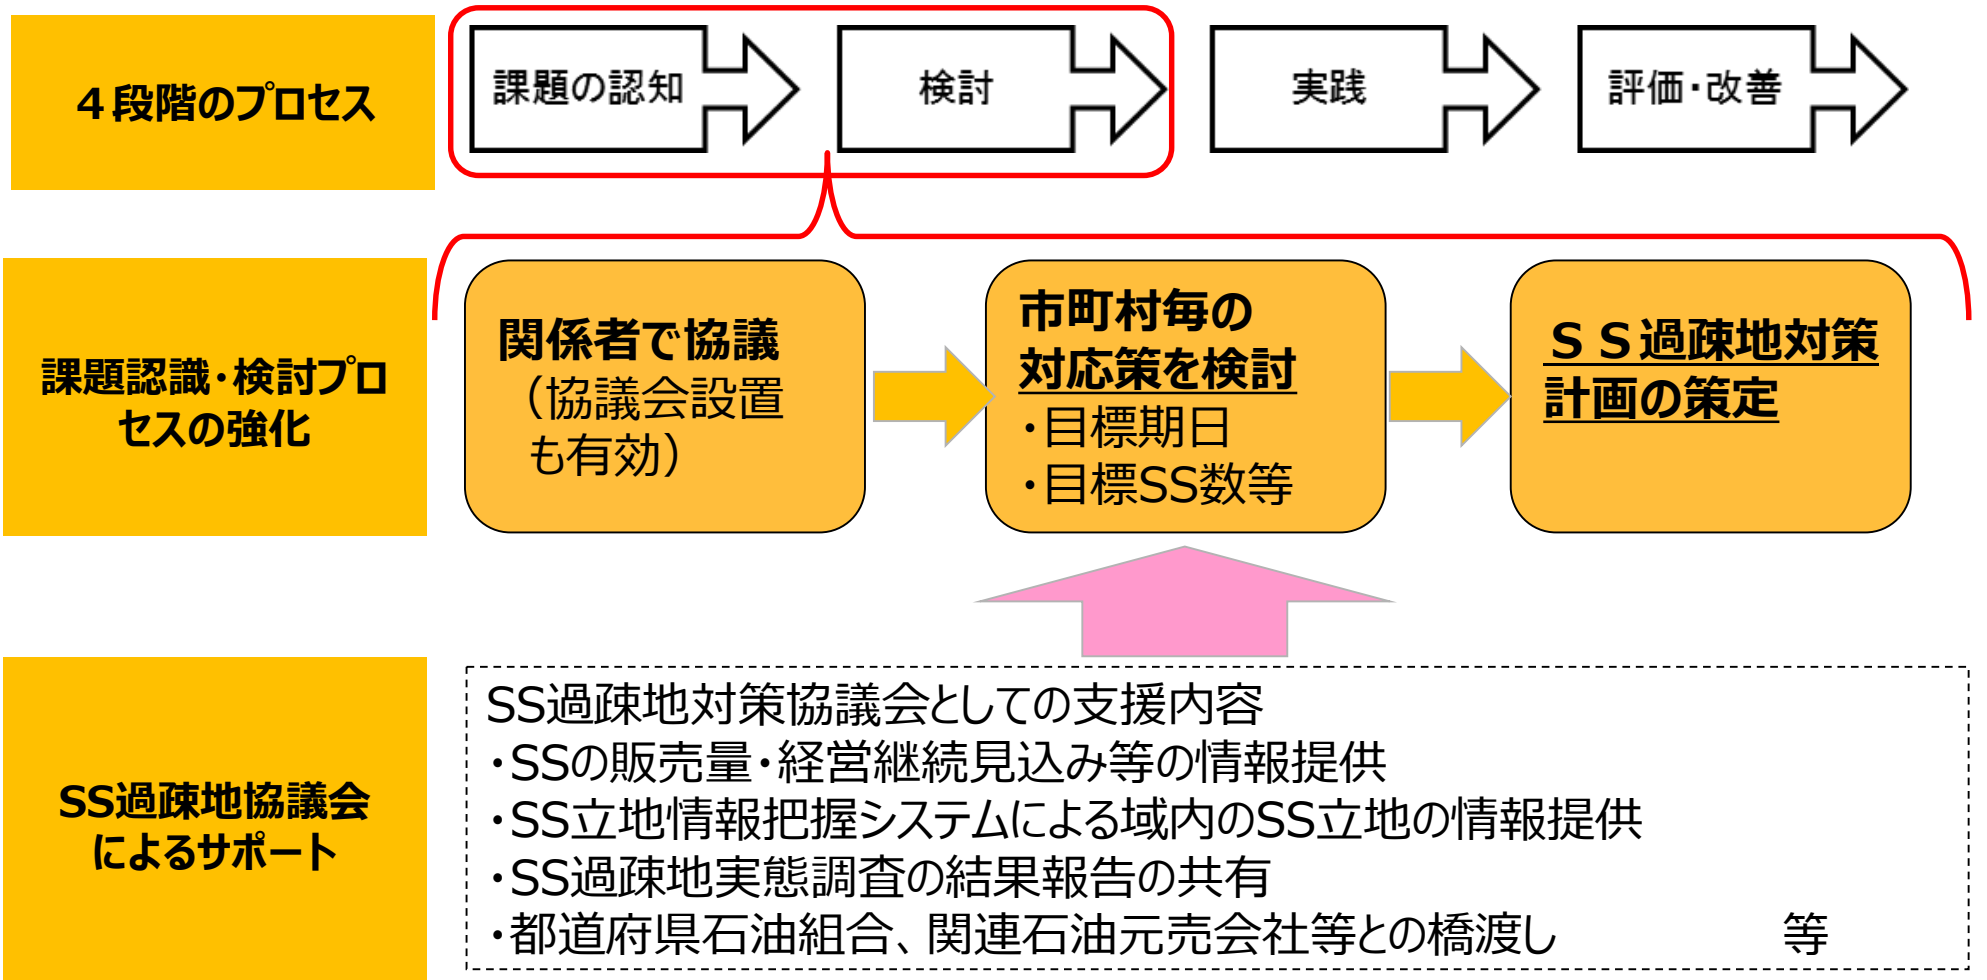 ４段階のプロセス
課題の認知
検討
実践
評価・改善
課題認識・検討プロ
セスの強化
関係者で協議
（協議会設置
も有効）
市町村毎の
対応策を検討
・目標期日
・目標SS数等
ＳＳ過疎地対策
計画の策定
SS過疎地協議会
によるサポート
SS過疎地対策協議会としての支援内容
・SSの販売量・経営継続見込み等の情報提供
・SS立地情報把握システムによる域内のSS立地の情報提供
・SS過疎地実態調査の結果報告の共有
・都道府県石油組合、関連石油元売会社等との橋渡し　　　　　等